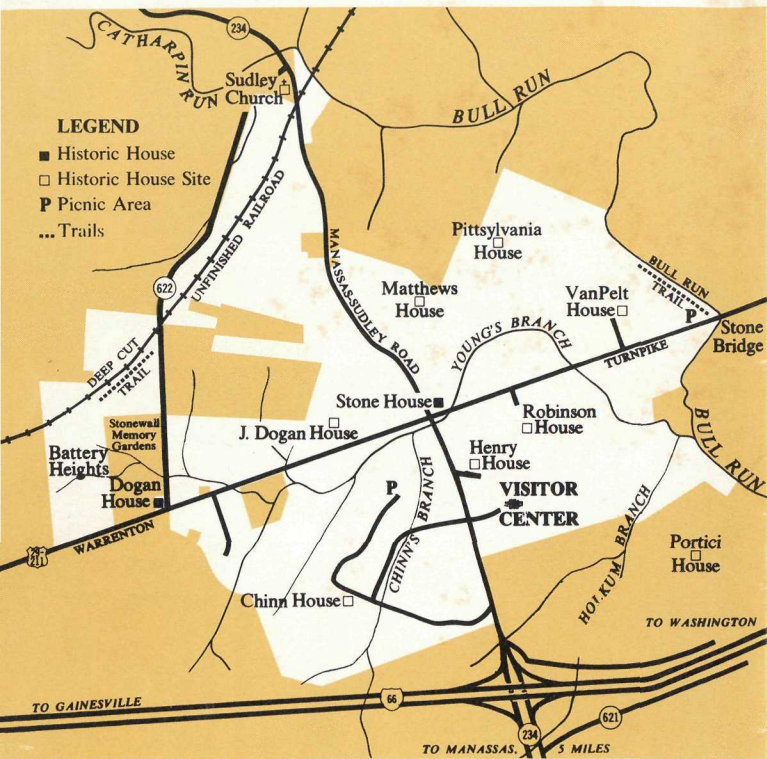 234
CATHARPIN RUN
Sudley
Church
BULL RUN
LEGEND
Historic House
Historic House Site
P Picnic Area
... Trails
UNFINISHED RAILROAD
MANASSAS-SUDLEY ROAD
Pittsylvania
House
622
Matthews
House
VanPelt
House
BULL RUN
TRAIL
P
Stone
Bridge
YOUNG'S BRANCH
TURNPIKE
DEEP CUT
TRAIL
Stone House
Stonewall
Memory
Gardens
J. Dogan House
Robinson
House
BULL RUN
Battery
Heights
Henry
House
Dogan
House
P
VISITOR
CENTER
CHINN'S BRANCH
WARRENTON
29
211
HOLKUM BRANCH
Portici
House
Chinn House
TO WASHINGTON
TO GAINESVILLE
66
621
234
TO MANASSAS, 5 MILES